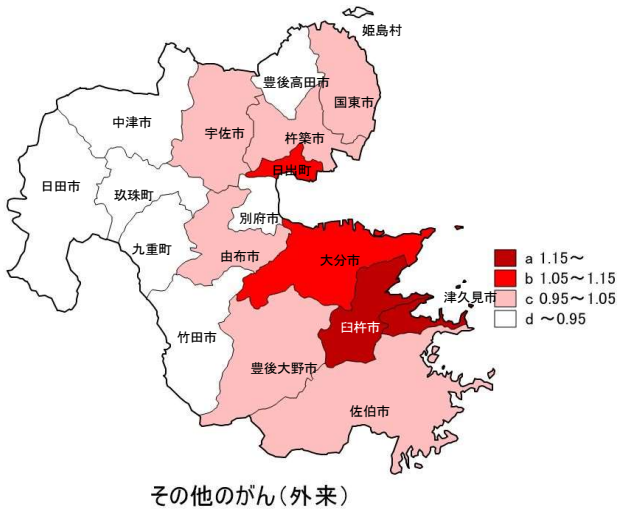 姫島村
豊後高田市
国東市
中津市
宇佐市
杵築市
日出町
日田市
玖珠町
別府市
九重町
由布市
大分市
a 1.15～
b 1.05～1.15
c 0.95～1.05
d ～0.95
津久見市
臼杵市
竹田市
豊後大野市
佐伯市
その他のがん(外来)